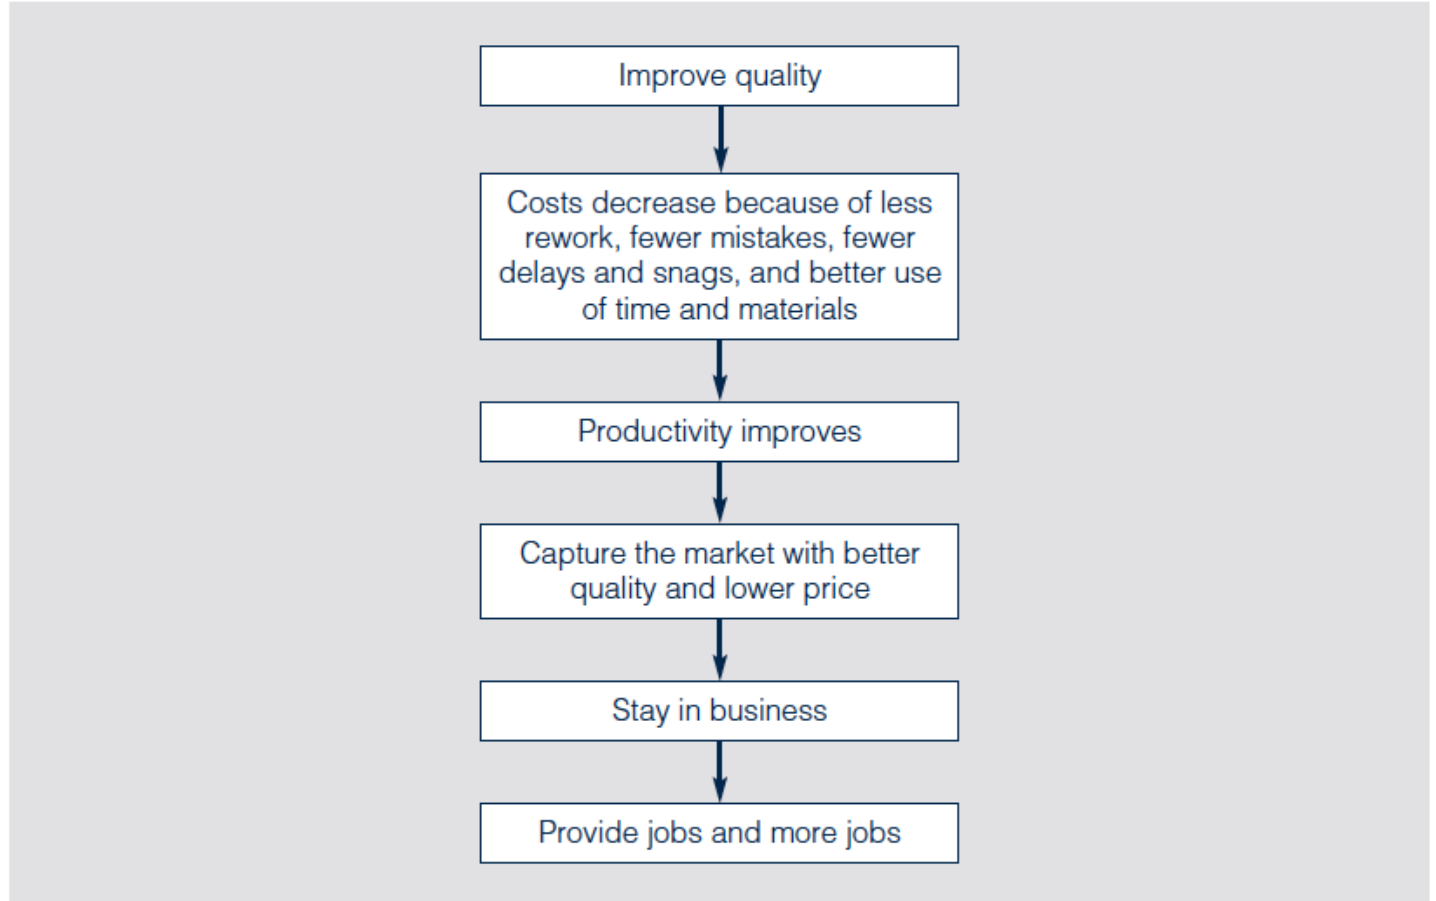 Improve quality
Costs decrease because of less
rework, fewer mistakes, fewer
delays and snags, and better use
of time and materials
Productivity improves
Capture the market with better
quality and lower price
Stay in business
Provide jobs and more jobs